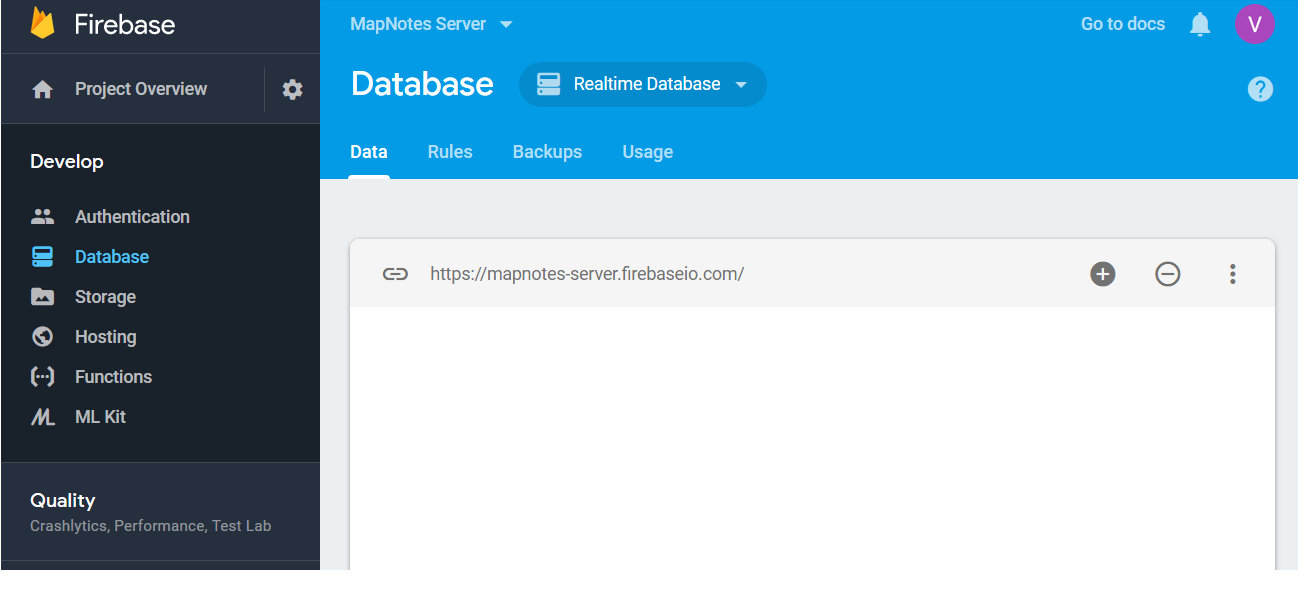 Firebase
Project Overview
Develop
Authentication
Database
Storage
Hosting
Functions
ML Kit
Quality
Crashlytics, Performance, Test Lab
MapNotes Server
Go to docs
V
Database
Realtime Database
?
Data Rules Backups Usage
https://mapnotes-server.firebaseio.com/